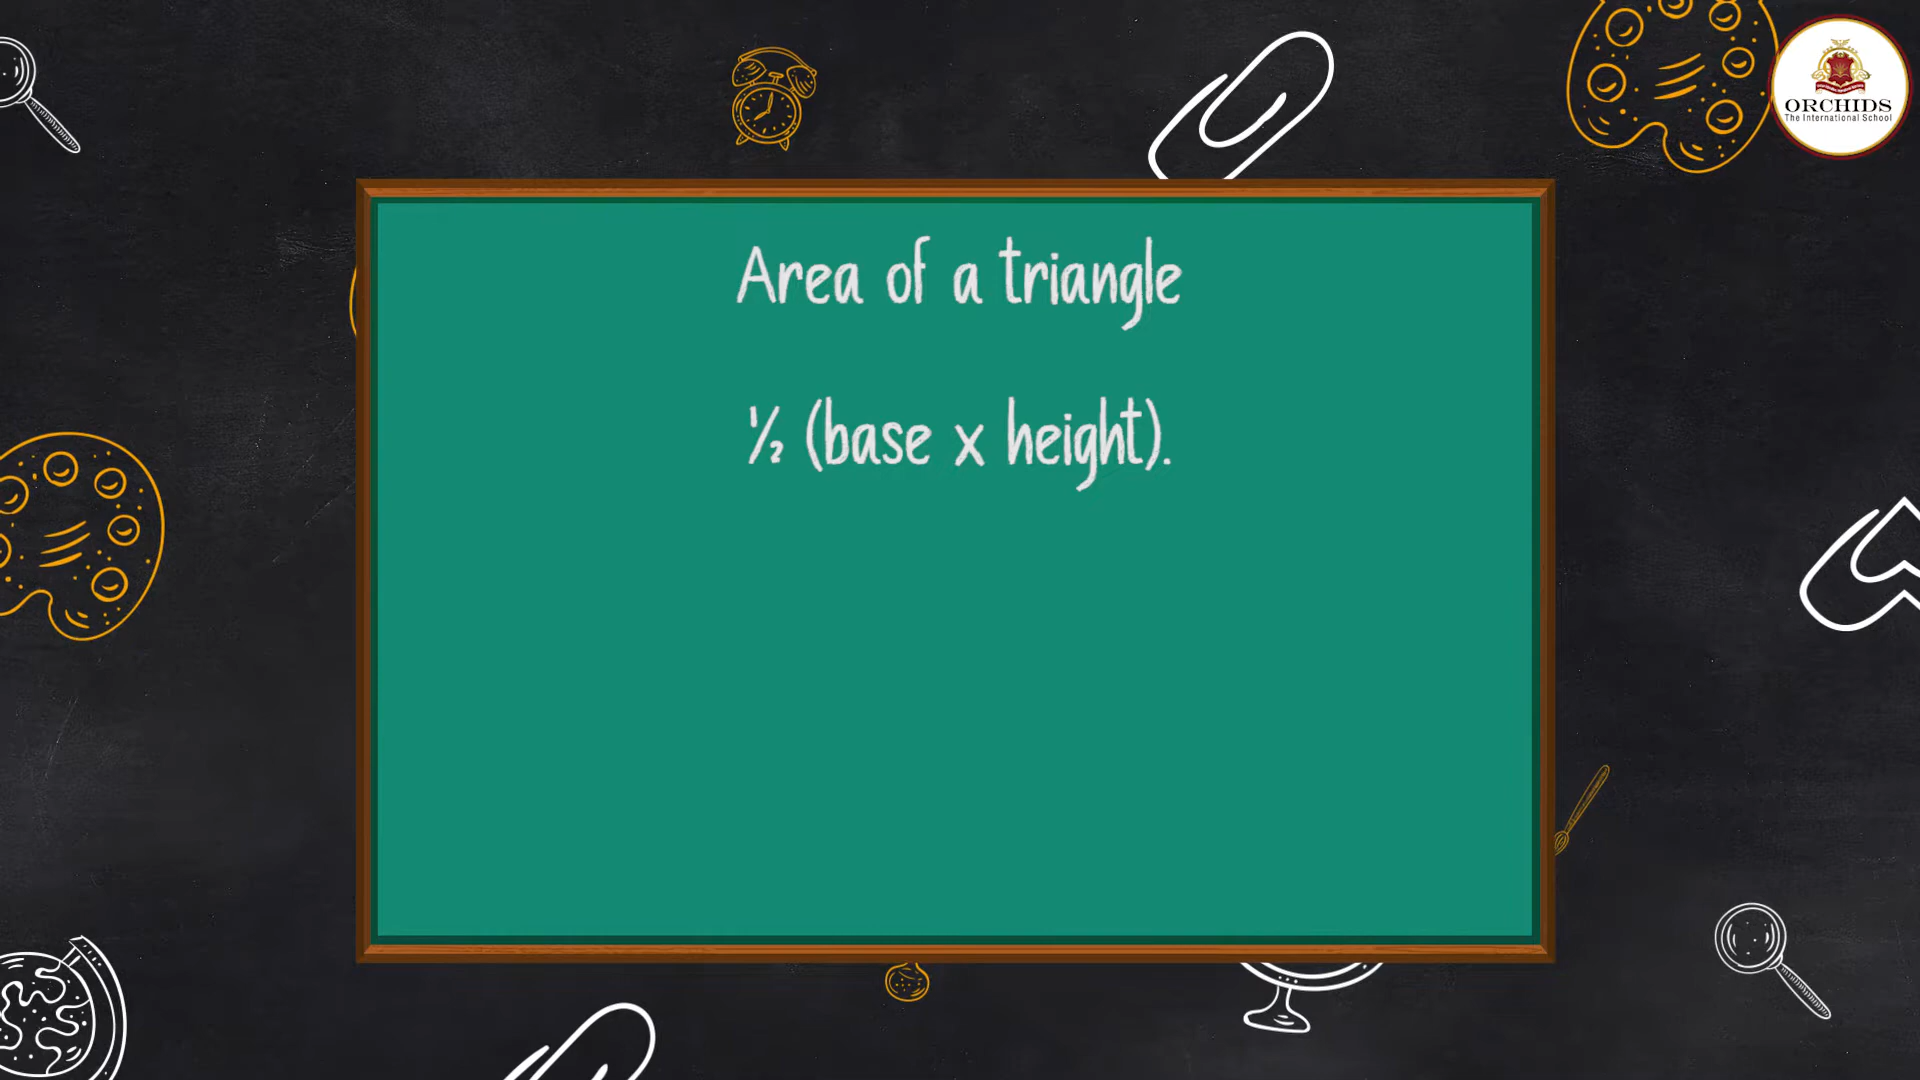 ORCHIDS
The International School
Area of a triangle
½ (base x height).